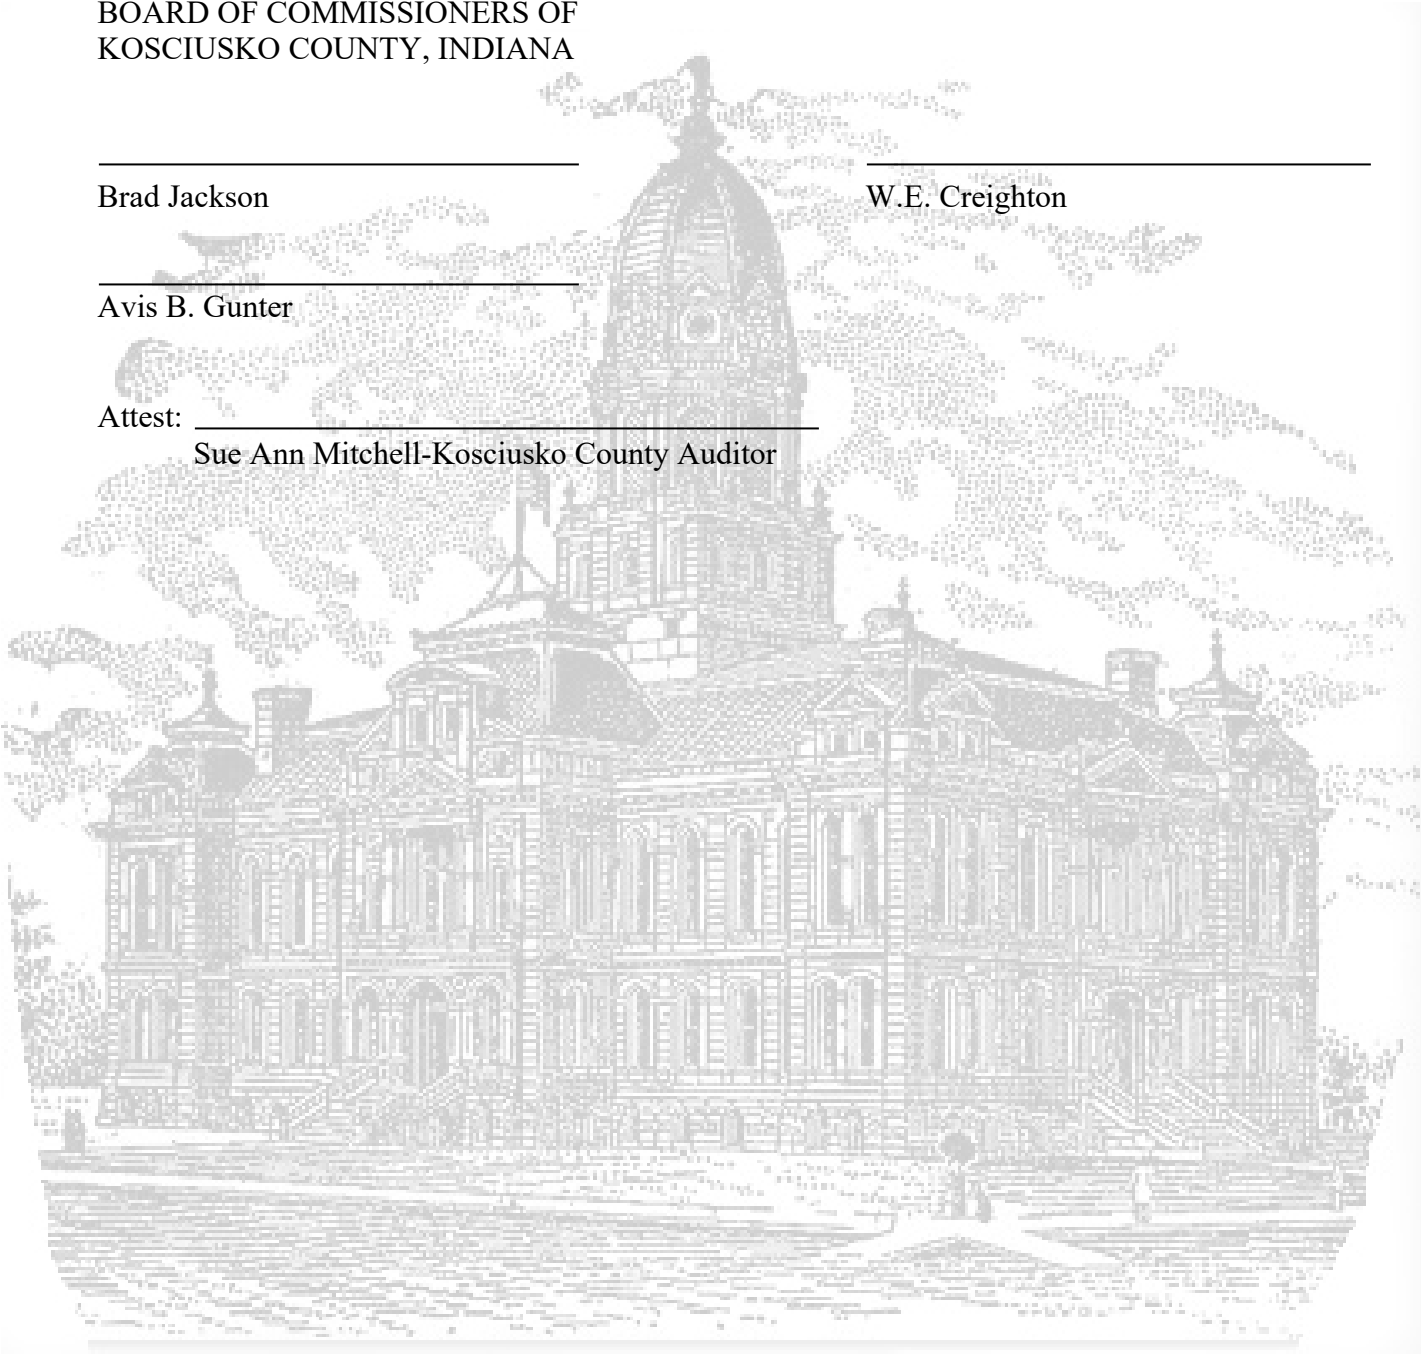 BOARD OF COMMISSIONERS OF
KOSCIUSKO COUNTY, INDIANA
Brad Jackson
W.E. Creighton
Avis B. Gunter
Attest:
Sue Ann Mitchell-Kosciusko County Auditor